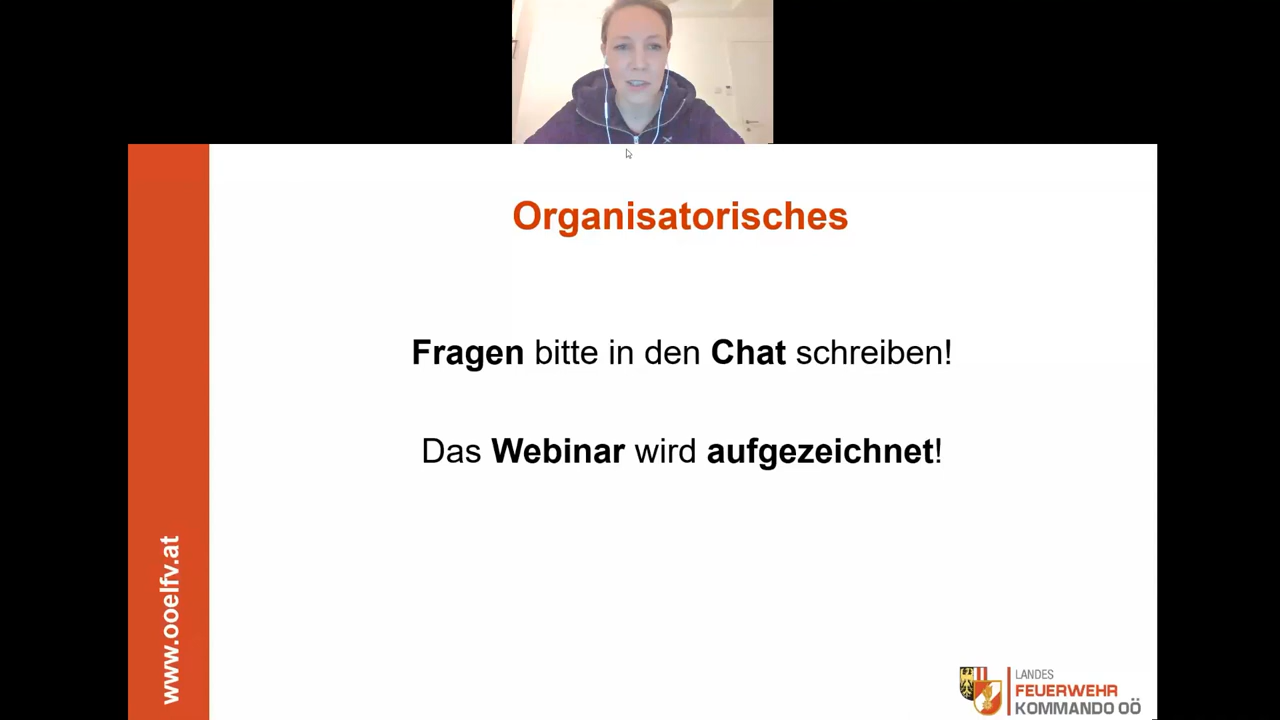 Organisatorisches
Fragen bitte in den Chat schreiben!
Das Webinar wird aufgezeichnet!
www.ooelfv.at
LANDES
FEUERWEHR
KOMMANDO OÖ